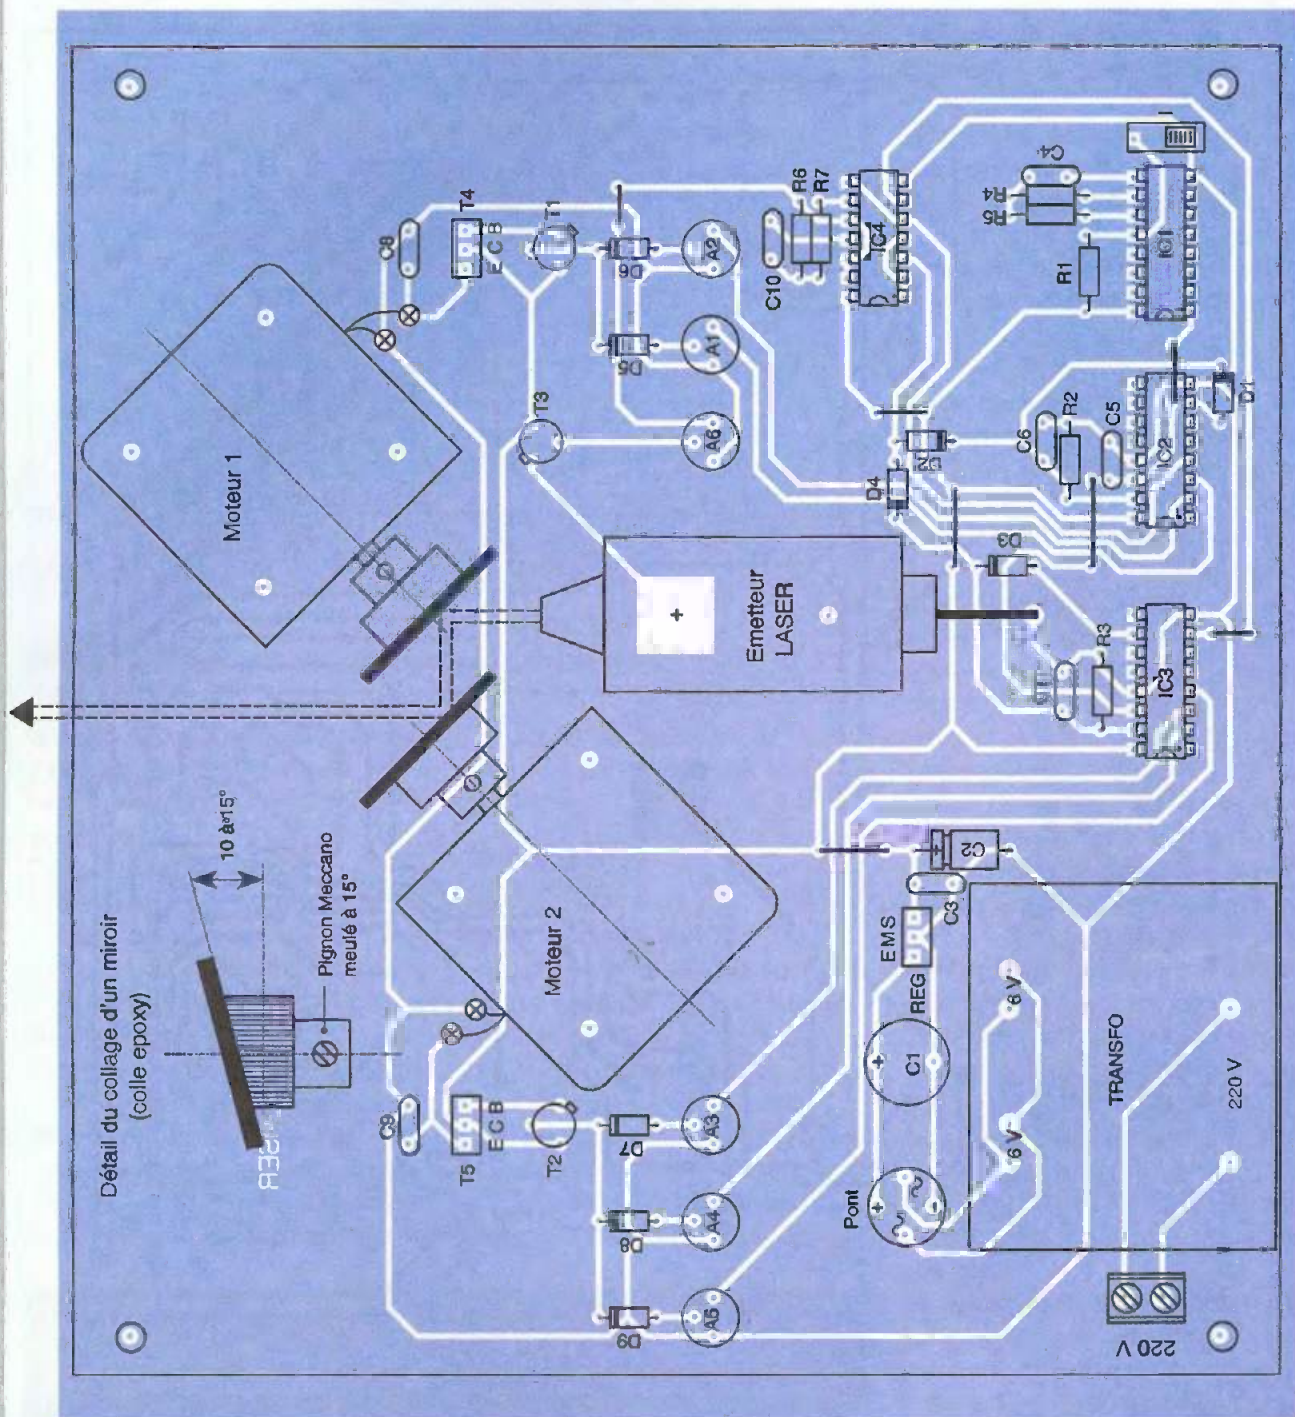 Détail du collage d'un miroir
(colle epoxy)
10 à 15°
Pignon Meccano
meulé à 15°
Moteur 1
Moteur 2
C9
T5
E C B
T2
C8
T4
E C B
T1
T3
D9
D8
D7
D5
D6
A5
A4
A3
A6
A1
A2
Emetteur
LASER
+
Pont
+
-
~
~
+
C1
REG
E M S
C3
+
C2
C10
R6
R7
IC4
D4
D3
R3
IC3
C6
R2
C5
IC2
D1
R1
R5
R4
C4
IC1
I
6 V
6 V
TRANSFO
220 V
220 V